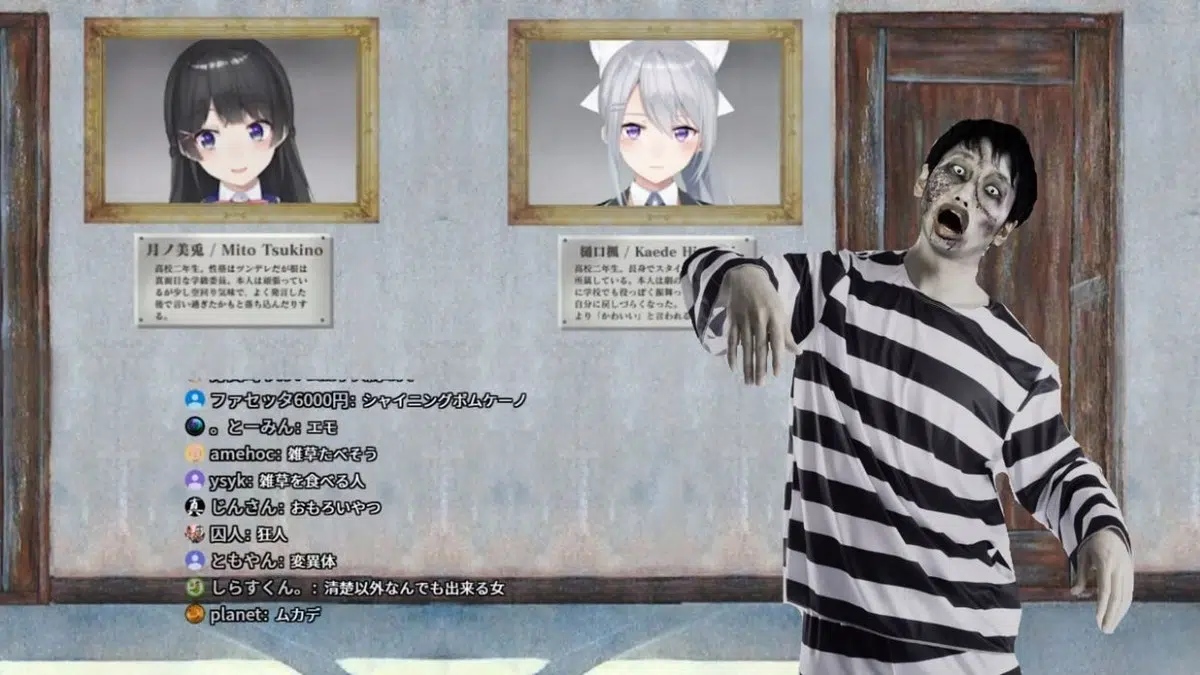 月ノ美兎 / Mito Tsukino
高校二年生。性格はツンデレだが根は
真面目な学級委員。本人は頑張ってい
るが少し空回り気味で、よく発言した
後で言い過ぎたかもと落ち込んだりす
る。
樋口楓 / Kaede
高校二年生。長身でスタイ
所属している。本人は
に学校でも役っぽく振舞っ
自分に戻しづらくなった。
より「かわいい」と言われる
ファセッタ6000円: シャイニングポムケーノ
。とーみん: エモ
amehoc: 雑草たべそう
ysyk: 雑草を食べる人
じんさん: おもろいやつ
囚人: 狂人
ともやん: 変異体
しらすくん。: 清楚以外なんでも出来る女
planet: ムカデ